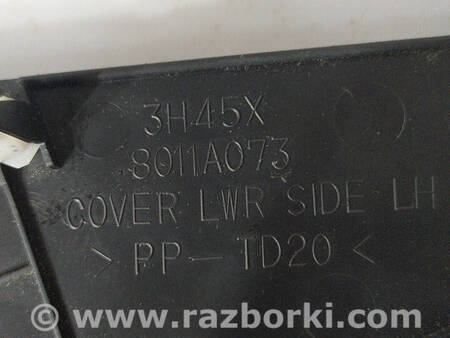 3H45X
8011A073
COVER LWR SIDE LH
> PP-TD20 <
www.razborki.com